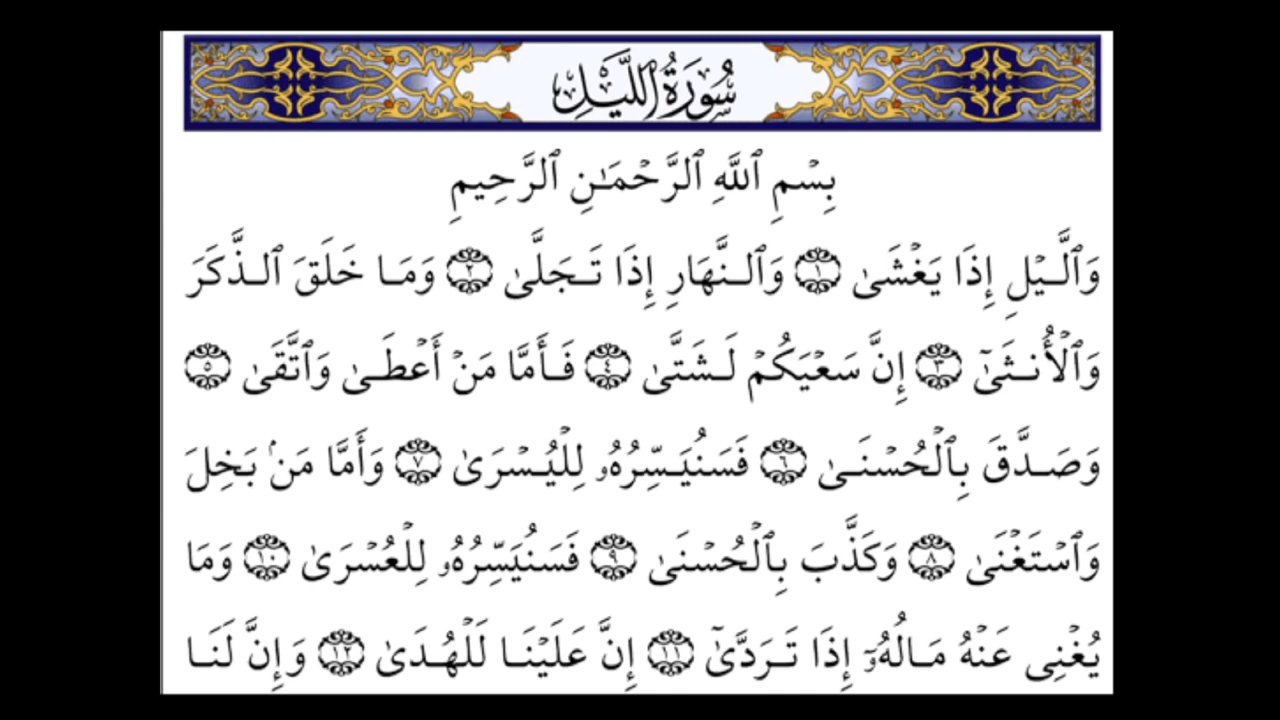 سُورَةُ ٱللَّيۡلِ
بِسۡمِ ٱللَّهِ ٱلرَّحۡمَٰنِ ٱلرَّحِيمِ
وَٱلَّيۡلِ إِذَا يَغۡشَىٰ ١ وَٱلنَّهَارِ إِذَا تَجَلَّىٰ ٢ وَمَا خَلَقَ ٱلذَّكَرَ
وَٱلۡأُنثَىٰٓ ٣ إِنَّ سَعۡيَكُمۡ لَشَتَّىٰ ٤ فَأَمَّا مَنۡ أَعۡطَىٰ وَٱتَّقَىٰ ٥
وَصَدَّقَ بِٱلۡحُسۡنَىٰ ٦ فَسَنُيَسِّرُهُۥ لِلۡيُسۡرَىٰ ٧ وَأَمَّا مَنۢ بَخِلَ
وَٱسۡتَغۡنَىٰ ٨ وَكَذَّبَ بِٱلۡحُسۡنَىٰ ٩ فَسَنُيَسِّرُهُۥ لِلۡعُسۡرَىٰ ١٠ وَمَا
يُغۡنِي عَنۡهُ مَالُهُۥٓ إِذَا تَرَدَّىٰٓ ١١ إِنَّ عَلَيۡنَا لَلۡهُدَىٰ ١٢ وَإِنَّ لَنَا